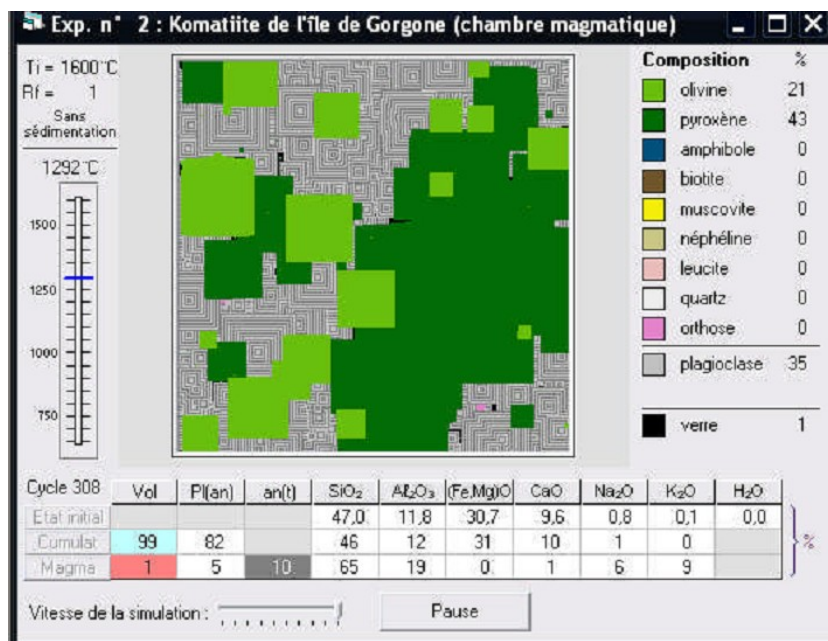 Exp. n° 2 : Komatiite de l'île de Gorgone (chambre magmatique)
Ti = 1600°C
Rf = 1
Sans
sédimentation
1292°C
1500
1250
1000
750
Composition %
olivine 21
pyroxène 43
amphibole 0
biotite 0
muscovite 0
néphéline 0
leucite 0
quartz 0
orthose 0
plagioclase 35
verre 1
Cycle 308 Vol Pl(an) an(t) SiO₂ Al₂O₃ (Fe,Mg)O CaO Na₂O K₂O H₂O
Etat initial 47,0 11,8 30,7 9,6 0,8 0,1 0,0
Cumulat 99 82 46 12 31 10 1 0
Magma 1 5 10 65 19 0 1 6 9
%
Vitesse de la simulation :
Pause